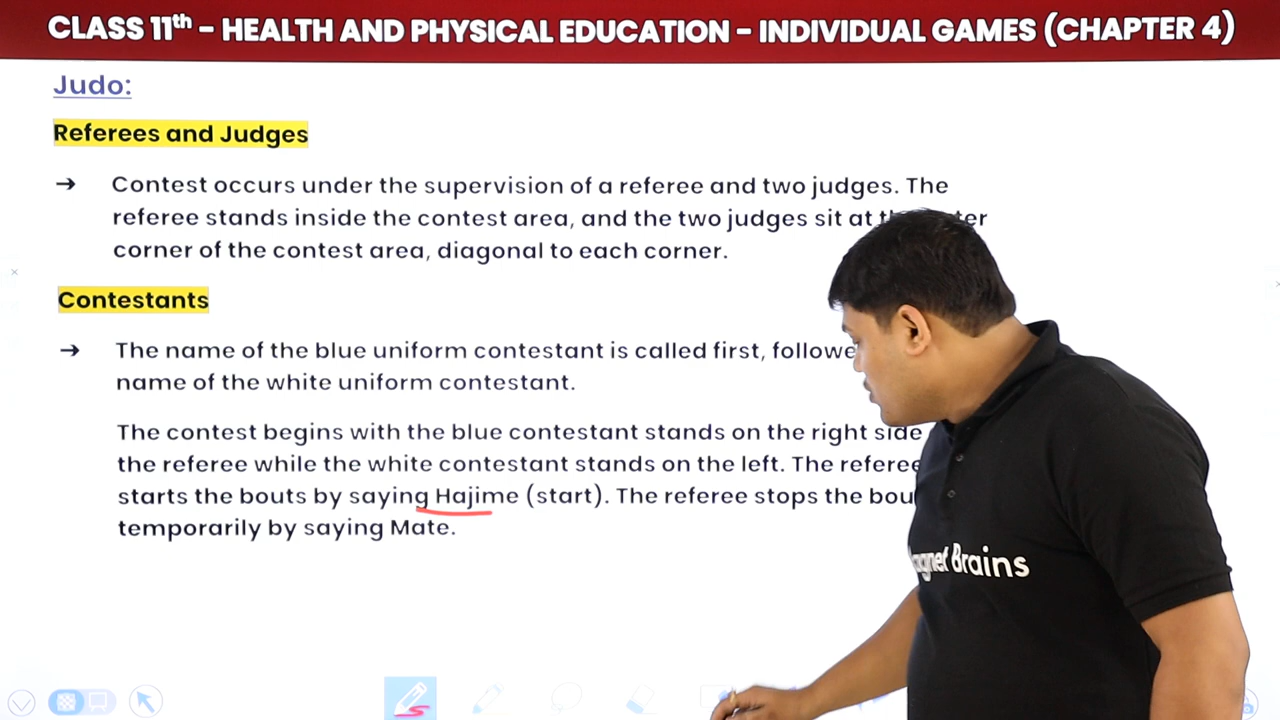 CLASS 11th – HEALTH AND PHYSICAL EDUCATION – INDIVIDUAL GAMES (CHAPTER 4)
Judo:
Referees and Judges
→ Contest occurs under the supervision of a referee and two judges. The
referee stands inside the contest area, and the two judges sit at
corner of the contest area, diagonal to each corner.
Contestants
→ The name of the blue uniform contestant is called first,
name of the white uniform contestant.
The contest begins with the blue contestant stands on the right side
the referee while the white contestant stands on the left. The referee
starts the bouts by saying Hajime (start). The referee stops the
temporarily by saying Mate.
Brains